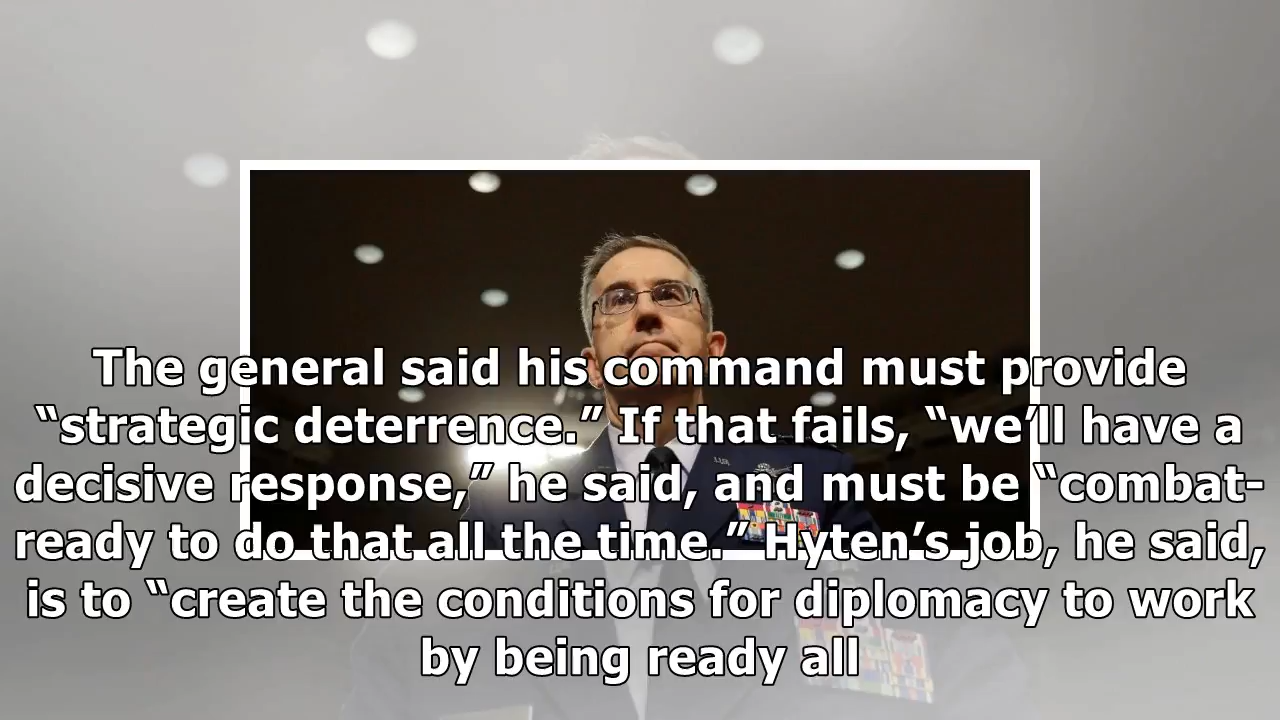 The general said his command must provide
“strategic deterrence.” If that fails, “we’ll have a
decisive response,” he said, and must be “combat-
ready to do that all the time.” Hyten’s job, he said,
is to “create the conditions for diplomacy to work
by being ready all